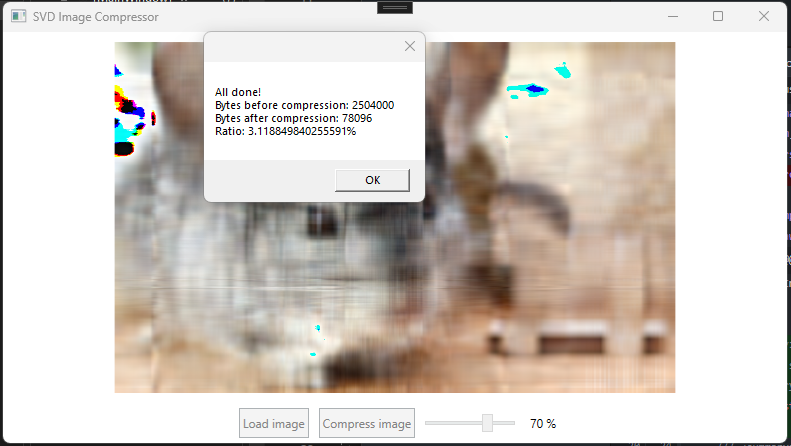 SVD Image Compressor
All done!
Bytes before compression: 2504000
Bytes after compression: 78096
Ratio: 3.118849840255591%
OK
Load image
Compress image
70 %